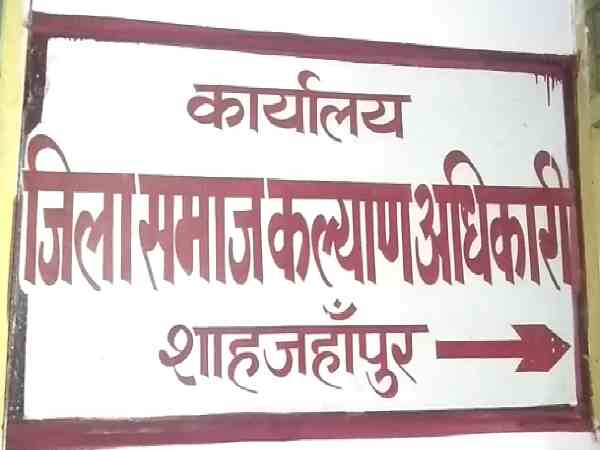 कार्यालय
जिला समाज कल्याण अधिकारी
शाहजहाँपुर